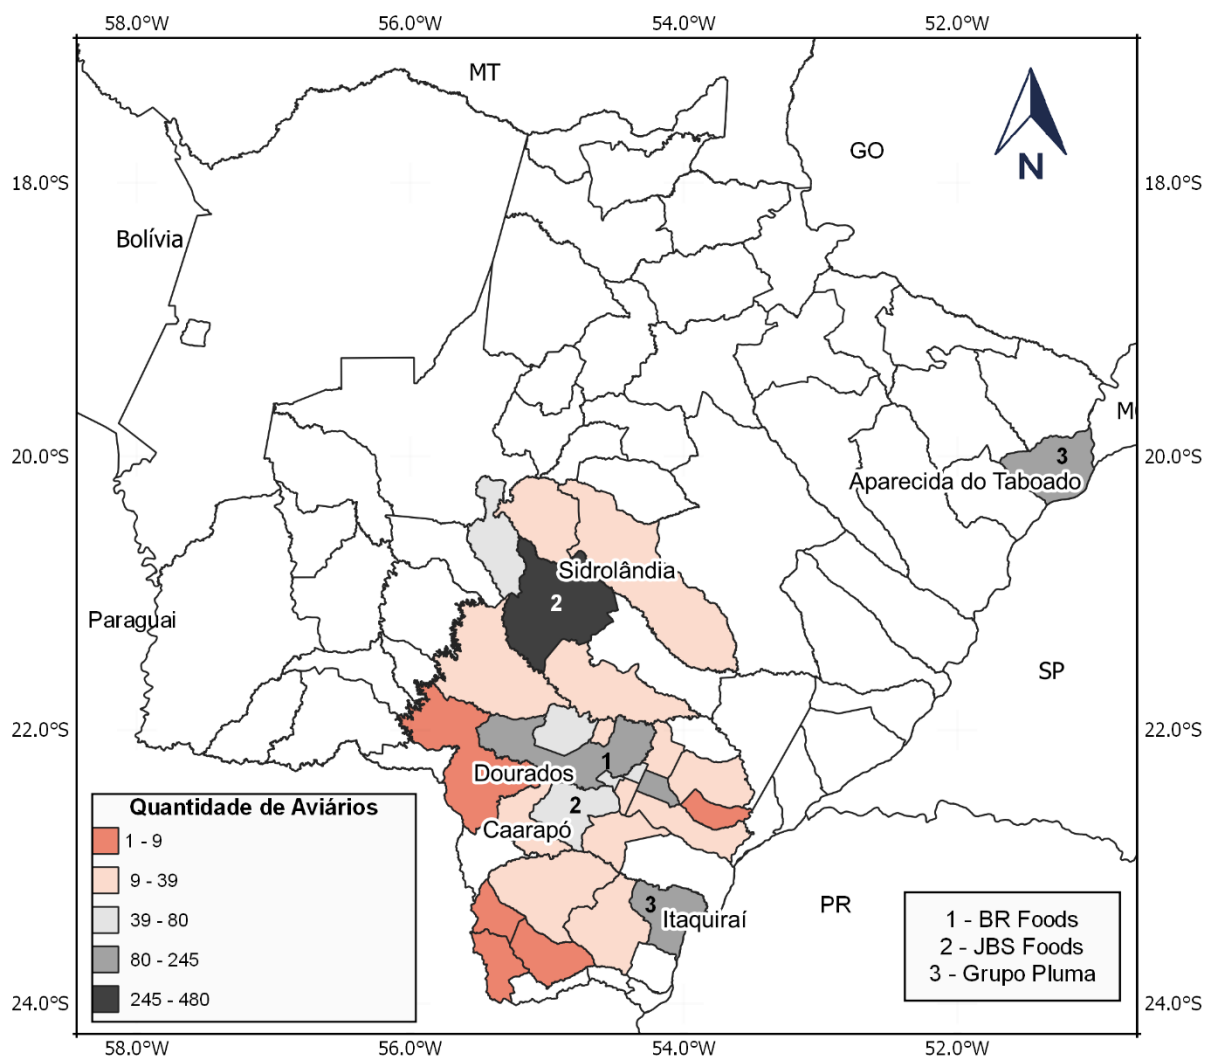 58.0°W 56.0°W 54.0°W 52.0°W
MT
GO
N
18.0°S 18.0°S
Bolívia
M
20.0°S 3 20.0°S
Aparecida do Taboado
Sidrolândia
2
Paraguai
SP
22.0°S 22.0°S
1
Dourados
2
Caarapó
Quantidade de Aviários
1 - 9
9 - 39
39 - 80
80 - 245
245 - 480
3
Itaquiraí
PR
1 - BR Foods
2 - JBS Foods
3 - Grupo Pluma
24.0°S 24.0°S
58.0°W 56.0°W 54.0°W 52.0°W